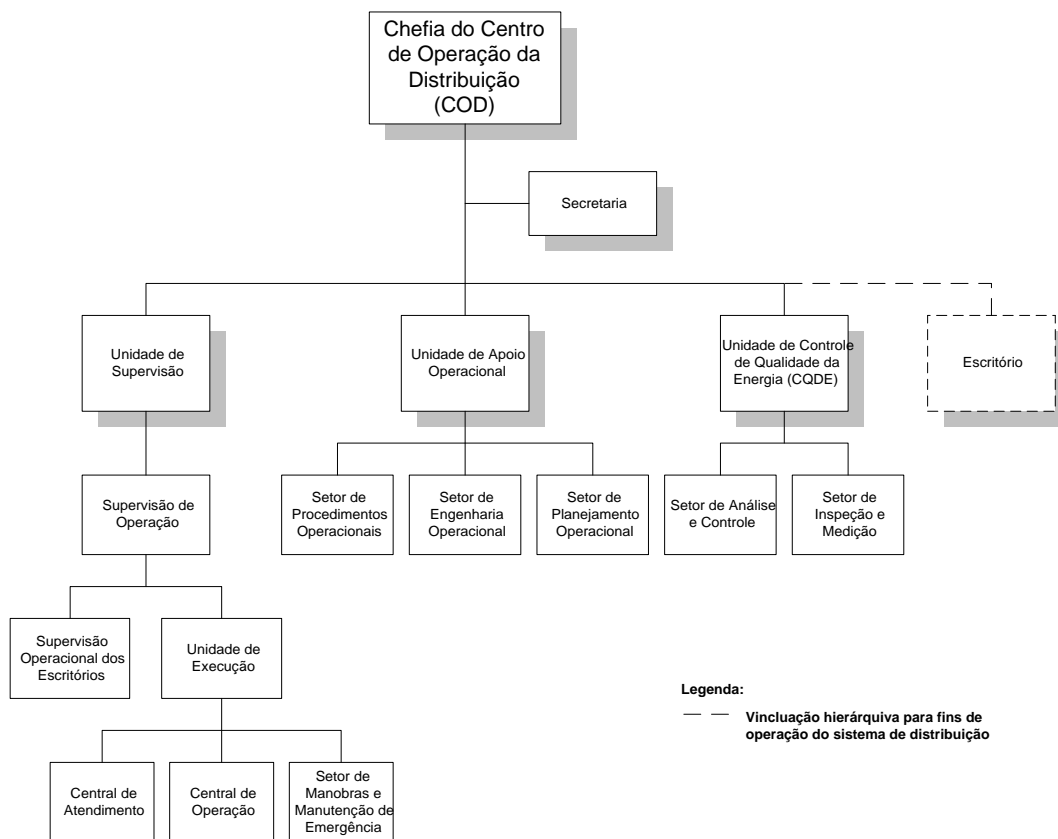 Chefia do Centro
de Operação da
Distribuição
(COD)
Secretaria
Unidade de
Supervisão
Unidade de Apoio
Operacional
Unidade de Controle
de Qualidade da
Energia (CQDE)
Escritório
Supervisão de
Operação
Setor de
Procedimentos
Operacionais
Setor de
Engenharia
Operacional
Setor de
Planejamento
Operacional
Setor de Análise
e Controle
Setor de
Inspeção e
Medição
Supervisão
Operacional dos
Escritórios
Unidade de
Execução
Legenda:
Vincluação hierárquiva para fins de
operação do sistema de distribuição
Central de
Atendimento
Central de
Operação
Setor de
Manobras e
Manutenção de
Emergência